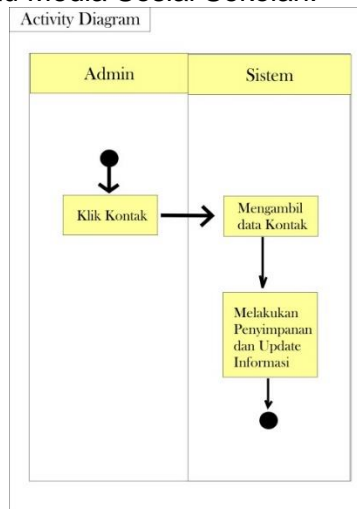 Activity Diagram
Admin
Sistem
Klik Kontak
Mengambil
data Kontak
Melakukan
Penyimpanan
dan Update
Informasi